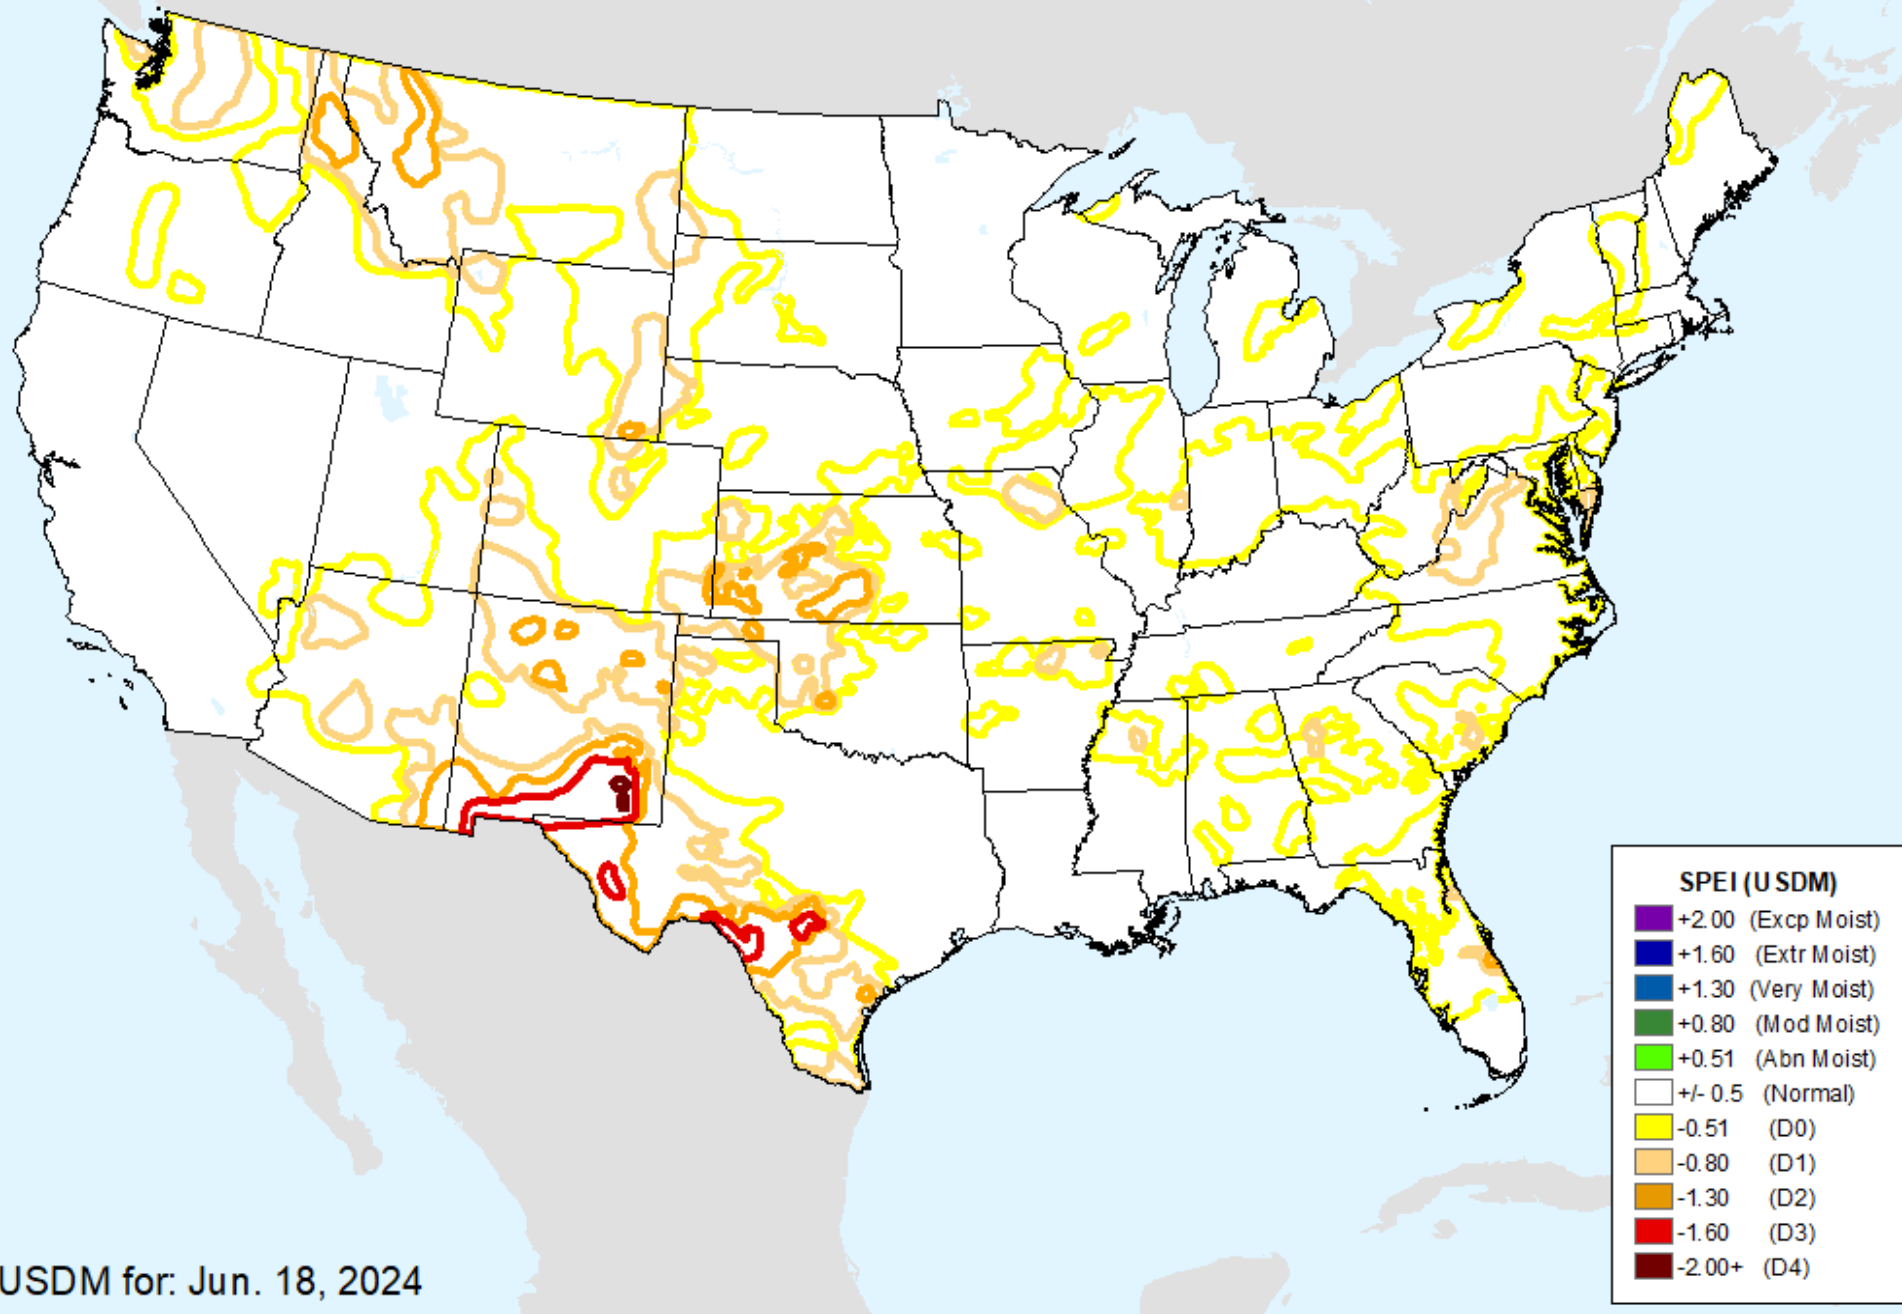 SPEI (USDM)
+2.00 (Excp Moist)
+1.60 (Extr Moist)
+1.30 (Very Moist)
+0.80 (Mod Moist)
+0.51 (Abn Moist)
+/- 0.5 (Normal)
-0.51 (D0)
-0.80 (D1)
-1.30 (D2)
-1.60 (D3)
-2.00+ (D4)
USDM for: Jun. 18, 2024